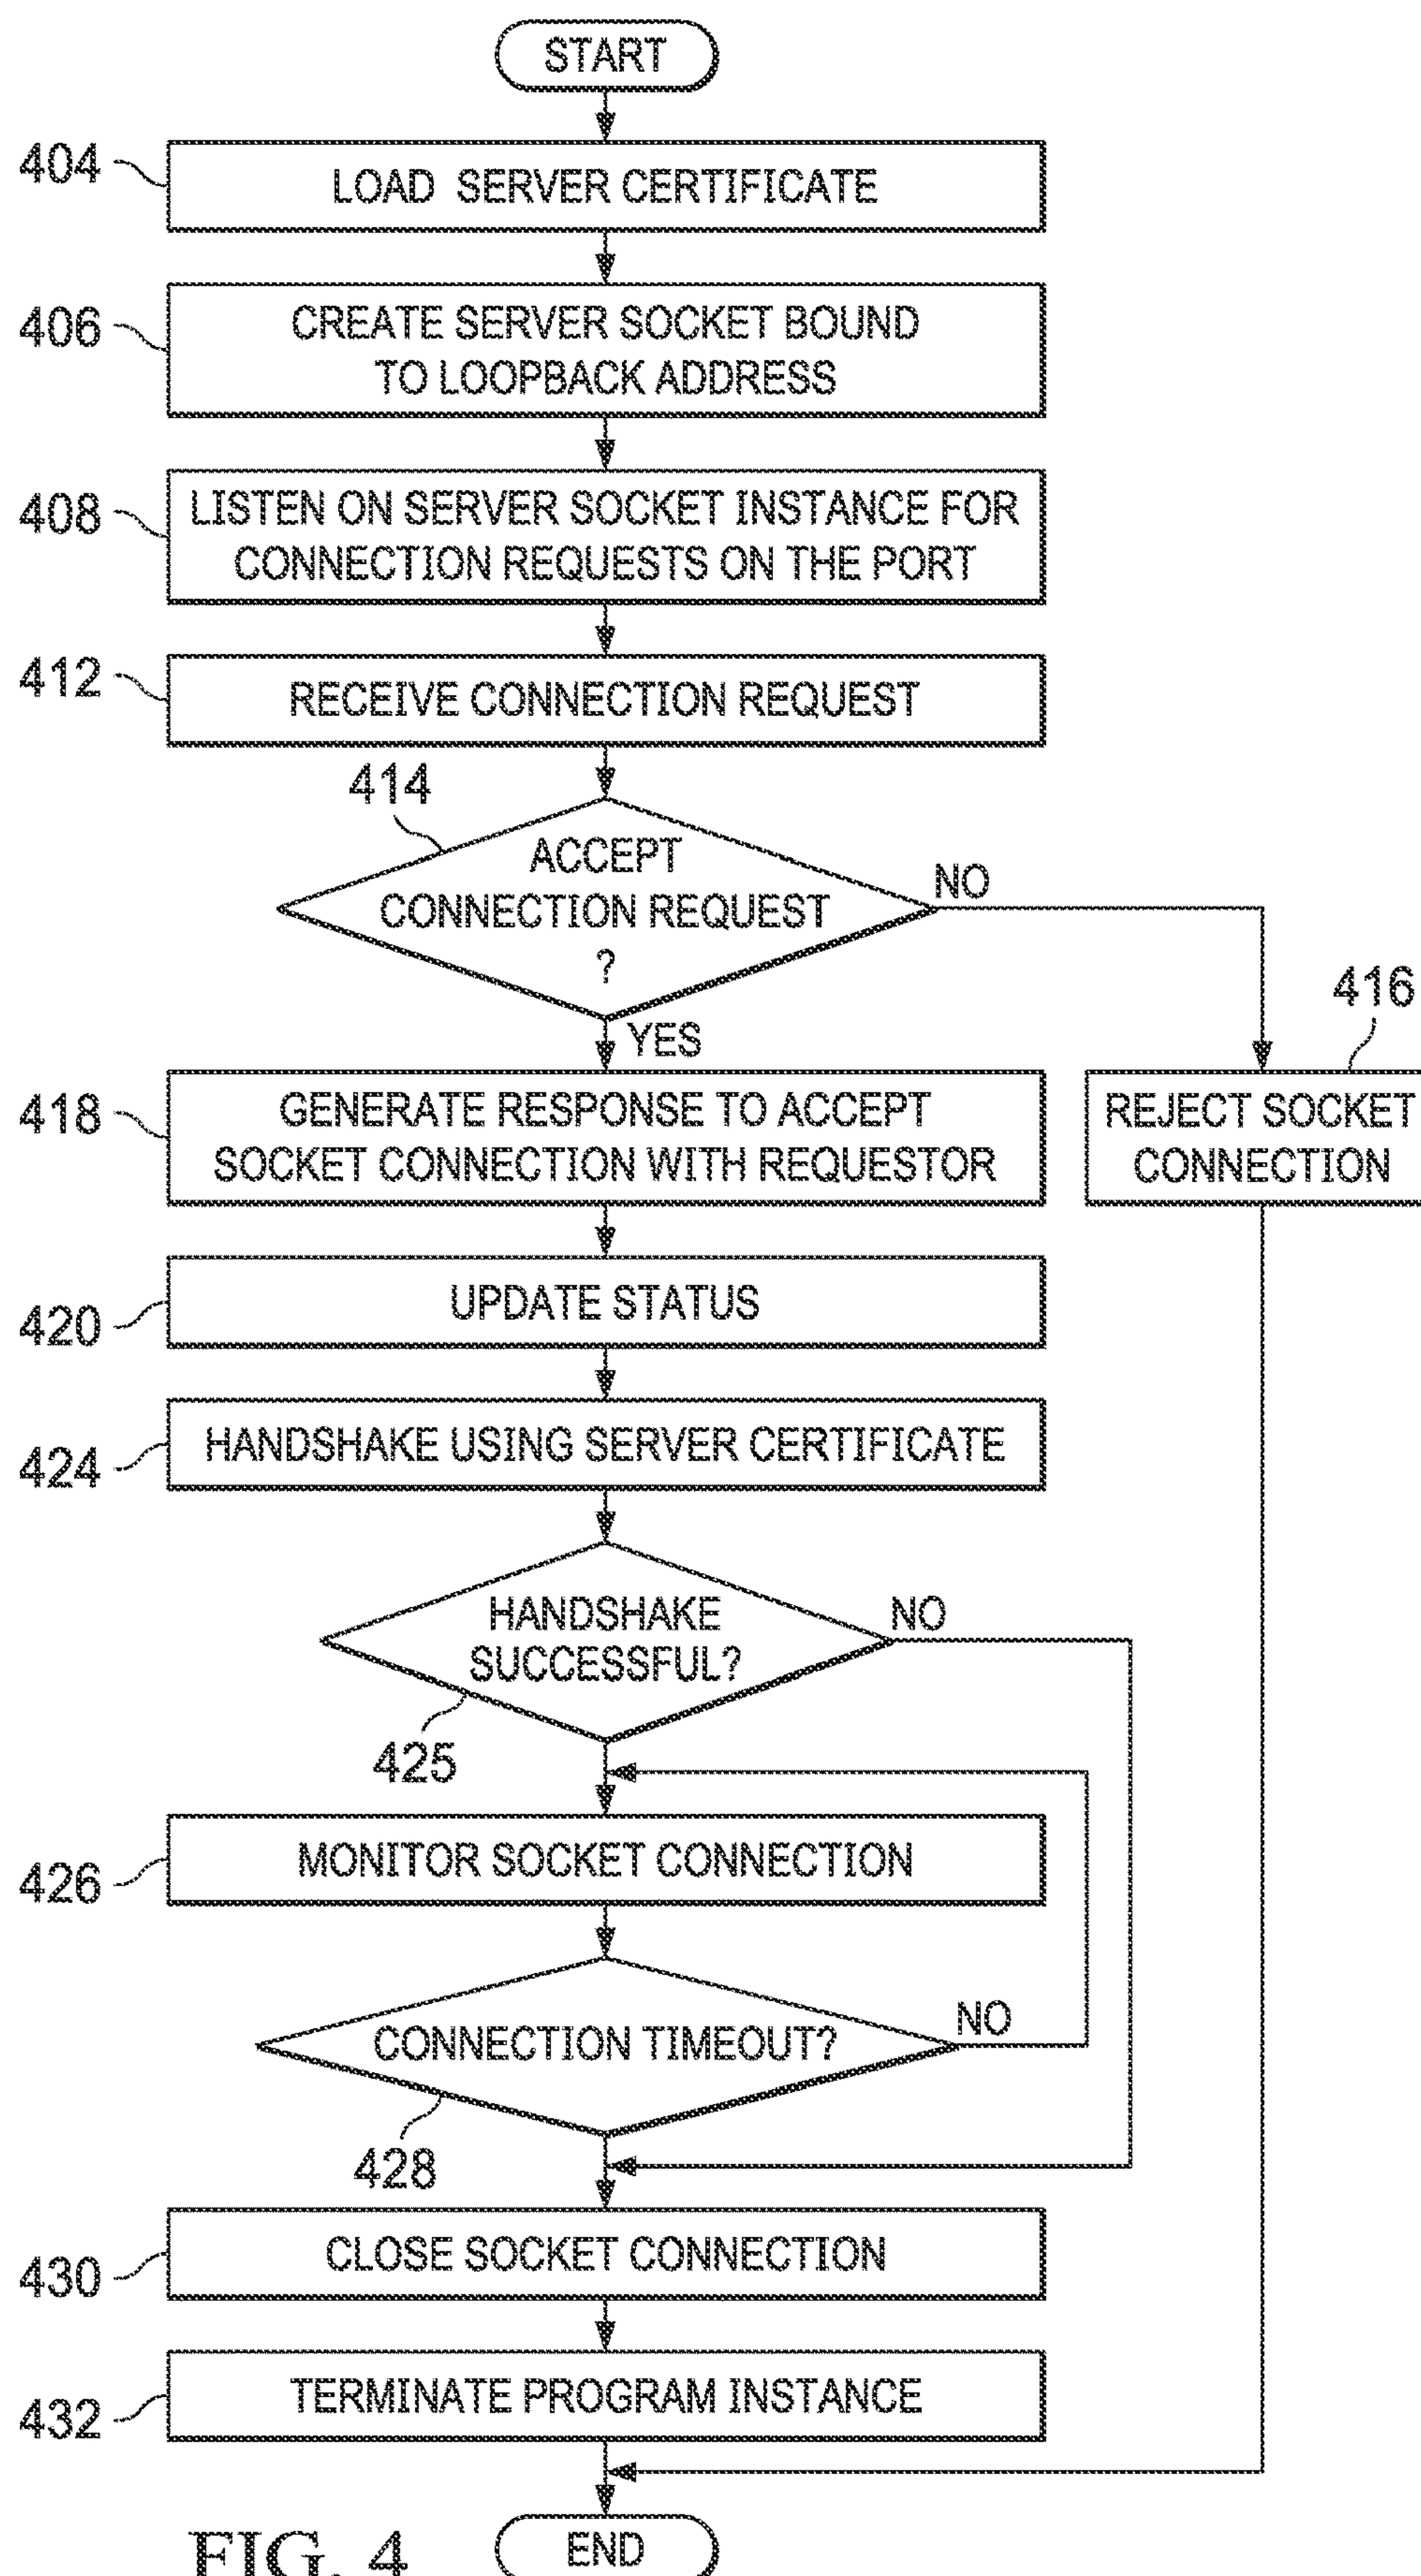 START
404
LOAD SERVER CERTIFICATE
406
CREATE SERVER SOCKET BOUND
TO LOOPBACK ADDRESS
408
LISTEN ON SERVER SOCKET INSTANCE FOR
CONNECTION REQUESTS ON THE PORT
412
RECEIVE CONNECTION REQUEST
414
ACCEPT
CONNECTION REQUEST
?
NO
YES
416
REJECT SOCKET
CONNECTION
418
GENERATE RESPONSE TO ACCEPT
SOCKET CONNECTION WITH REQUESTOR
420
UPDATE STATUS
424
HANDSHAKE USING SERVER CERTIFICATE
HANDSHAKE
SUCCESSFUL?
NO
425
426
MONITOR SOCKET CONNECTION
CONNECTION TIMEOUT?
NO
428
430
CLOSE SOCKET CONNECTION
432
TERMINATE PROGRAM INSTANCE
END
FIG. 4